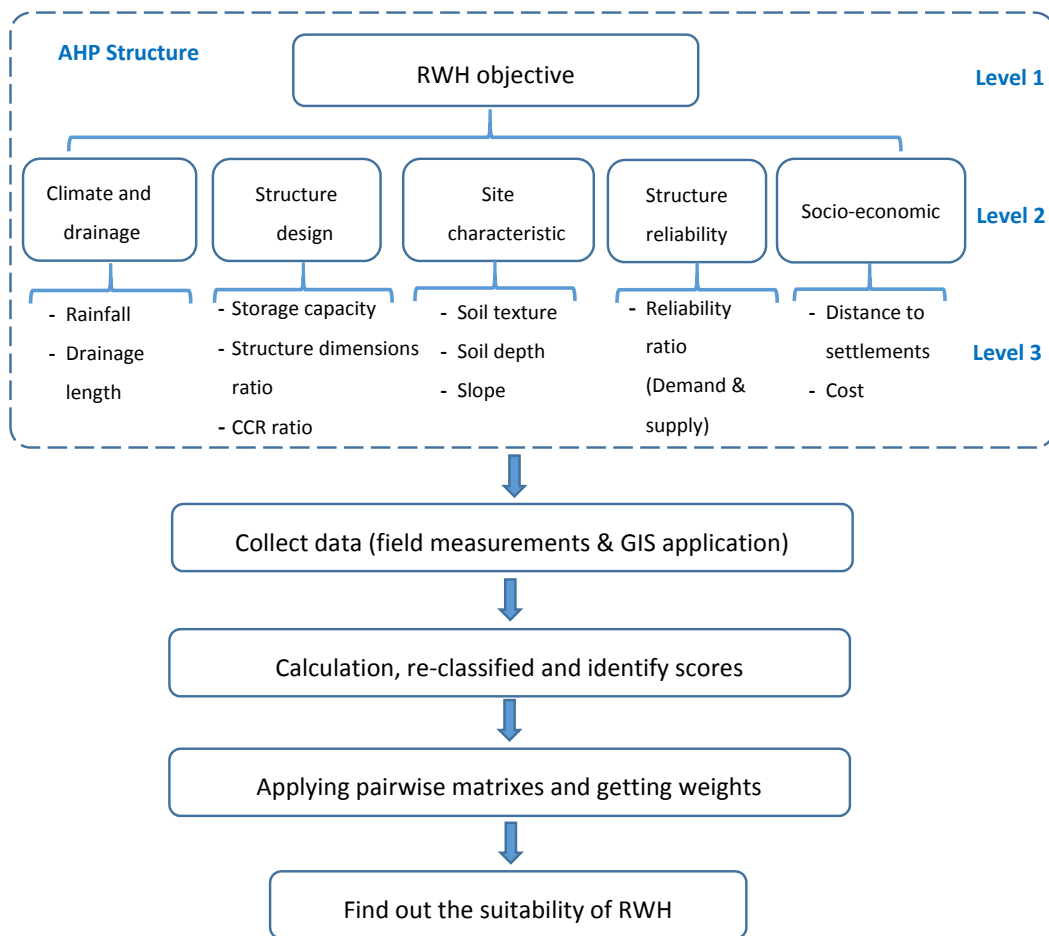 AHP Structure
RWH objective
Level 1
Climate and
drainage
Structure
design
Site
characteristic
Structure
reliability
Socio-economic
Level 2
- Rainfall
- Drainage
length
- Storage capacity
- Structure dimensions
ratio
- CCR ratio
- Soil texture
- Soil depth
- Slope
- Reliability
ratio
(Demand &
supply)
- Distance to
settlements
- Cost
Level 3
Collect data (field measurements & GIS application)
Calculation, re-classified and identify scores
Applying pairwise matrixes and getting weights
Find out the suitability of RWH